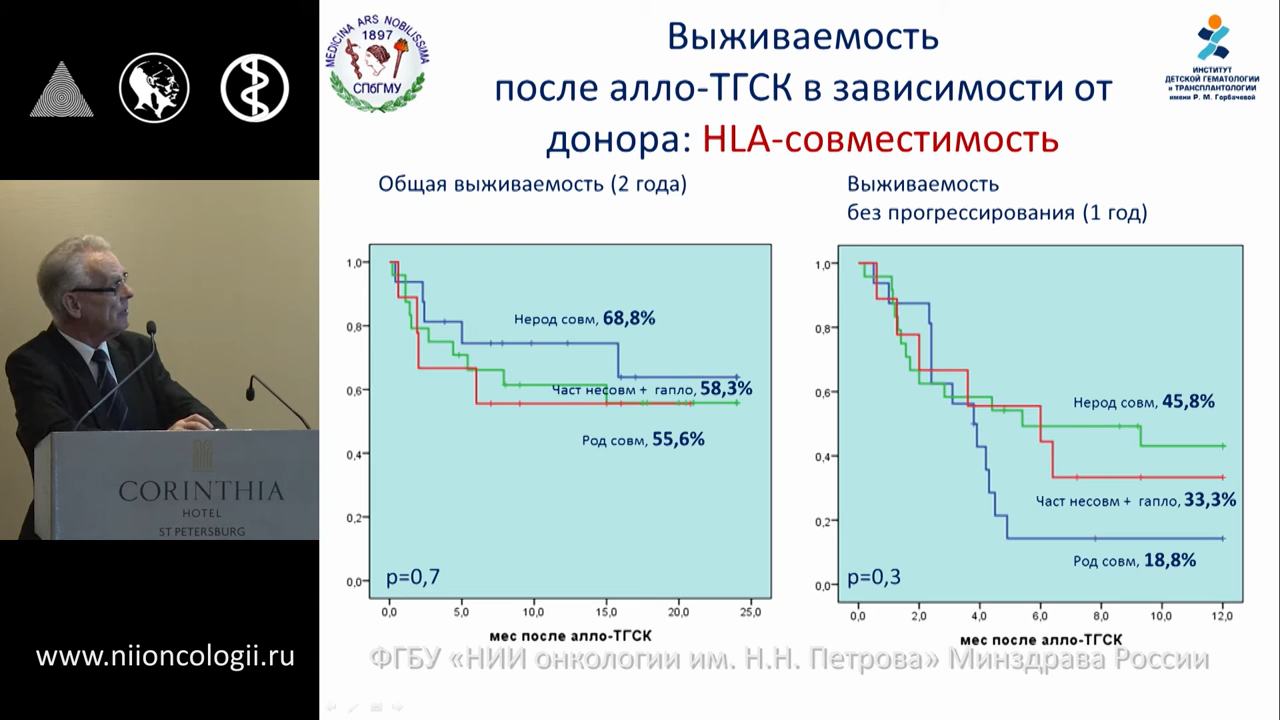 MEDICINA ARS NOBILISSIMA
1897
СПбГМУ
ИНСТИТУТ
ДЕТСКОЙ ГЕМАТОЛОГИИ
и ТРАНСПЛАНТОЛОГИИ
имени Р. М. Горбачевой
Выживаемость
после алло-ТГСК в зависимости от
донора: HLA-совместимость
Общая выживаемость (2 года)
1,0
0,8
0,6
0,4
0,2
0,0
Нерод совм, 68,8%
Част несовм + гапло, 58,3%
Род совм, 55,6%
p=0,7
0,0 5,0 10,0 15,0 20,0 25,0
мес после алло-ТГСК
Выживаемость
без прогрессирования (1 год)
1,0
0,8
0,6
0,4
0,2
0,0
Нерод совм, 45,8%
Част несовм + гапло, 33,3%
Род совм, 18,8%
p=0,3
0,0 2,0 4,0 6,0 8,0 10,0 12,0
мес после алло-ТГСК
CORINTHIA
HOTEL
ST PETERSBURG
www.niioncologii.ru
ФГБУ «НИИ онкологии им. Н.Н. Петрова» Минздрава России